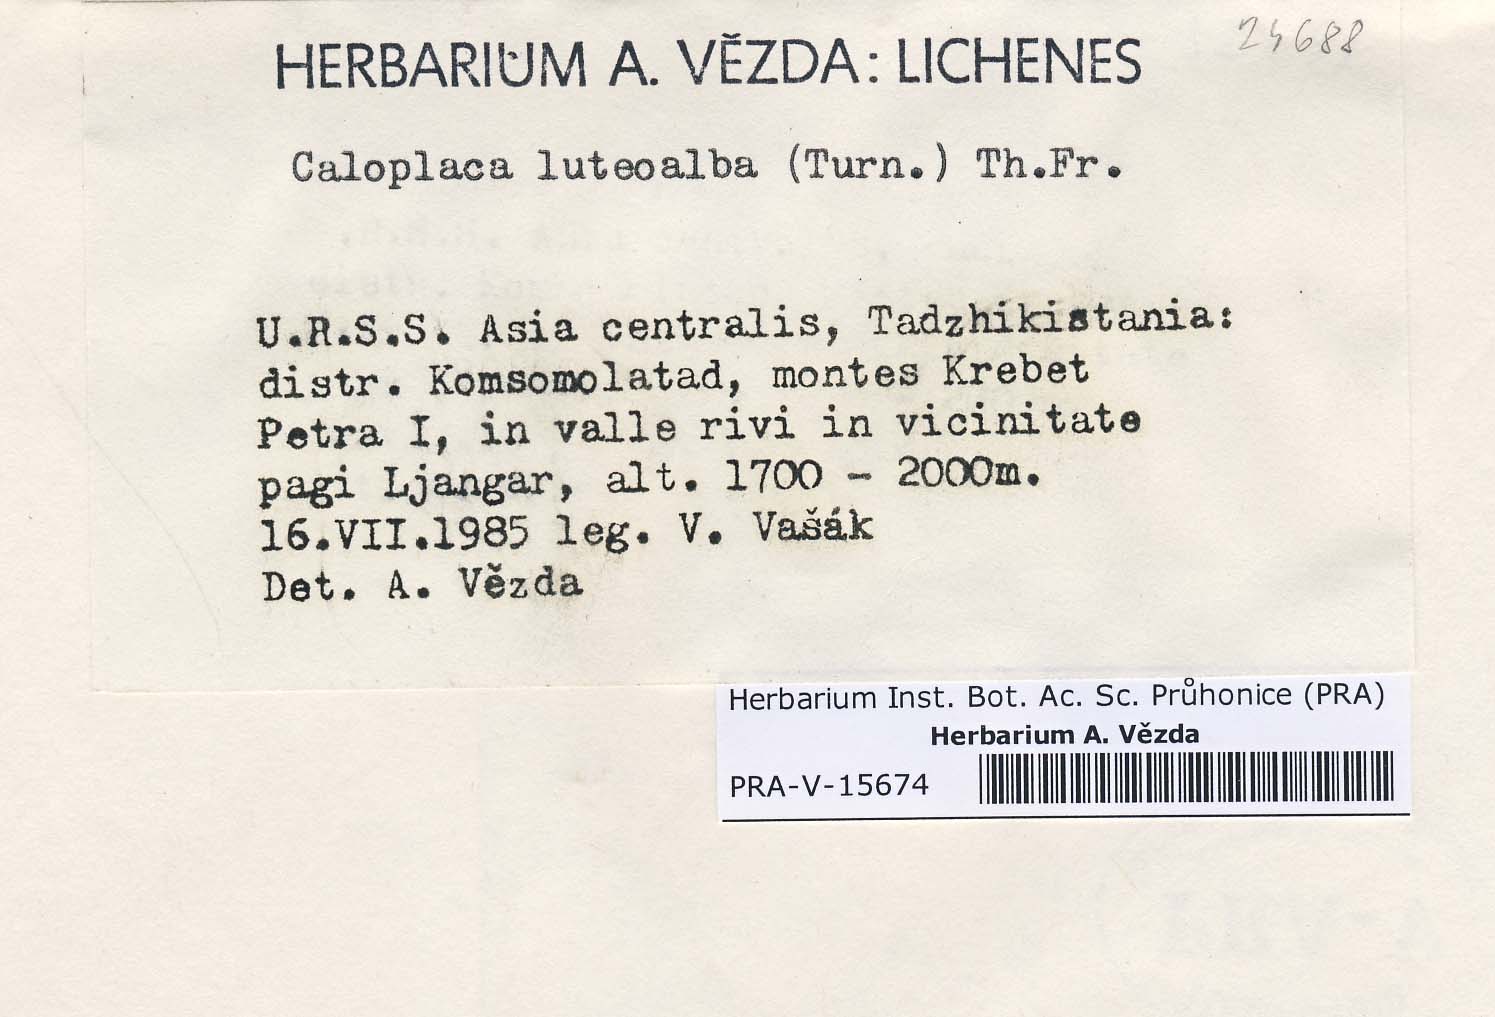 24688
HERBARIUM A. VĚZDA: LICHENES
Caloplaca luteoalba (Turn.) Th.Fr.
U.R.S.S. Asia centralis, Tadzhikistania:
distr. Komsomolatad, montes Krebet
Petra I, in valle rivi in vicinitate
pagi Ljangar, alt. 1700 - 2000m.
16.VII.1985 leg. V. Vašák
Det. A. Vězda
Herbarium Inst. Bot. Ac. Sc. Průhonice (PRA)
Herbarium A. Vězda
PRA-V-15674